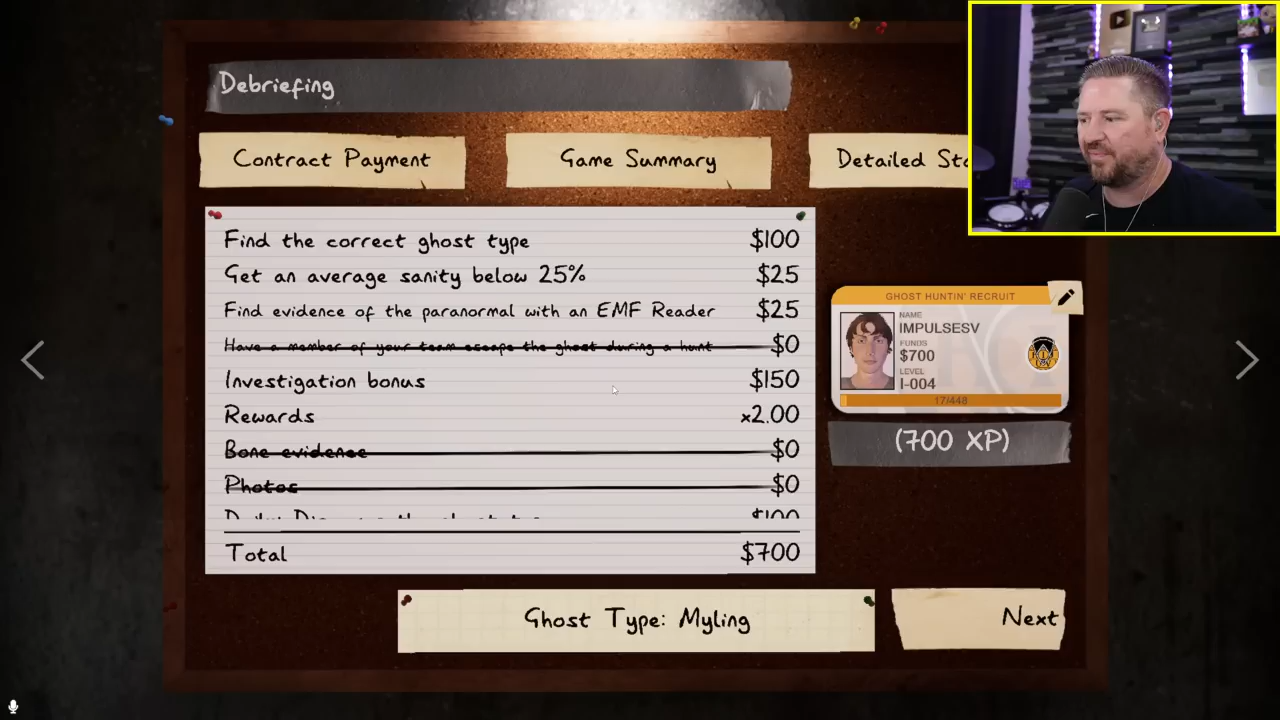 Debriefing
Contract Payment
Game Summary
Detailed
Find the correct ghost type $100
Get an average sanity below 25% $25
Find evidence of the paranormal with an EMF Reader $25
Have a member of your team escape the ghost during a hunt $0
Investigation bonus $150
Rewards x2.00
Bone evidence $0
Photos $0
$100
Total $700
GHOST HUNTIN' RECRUIT
NAME
IMPULSESV
FUNDS
$700
LEVEL
I-004
17/448
(700 XP)
Ghost Type: Myling
Next